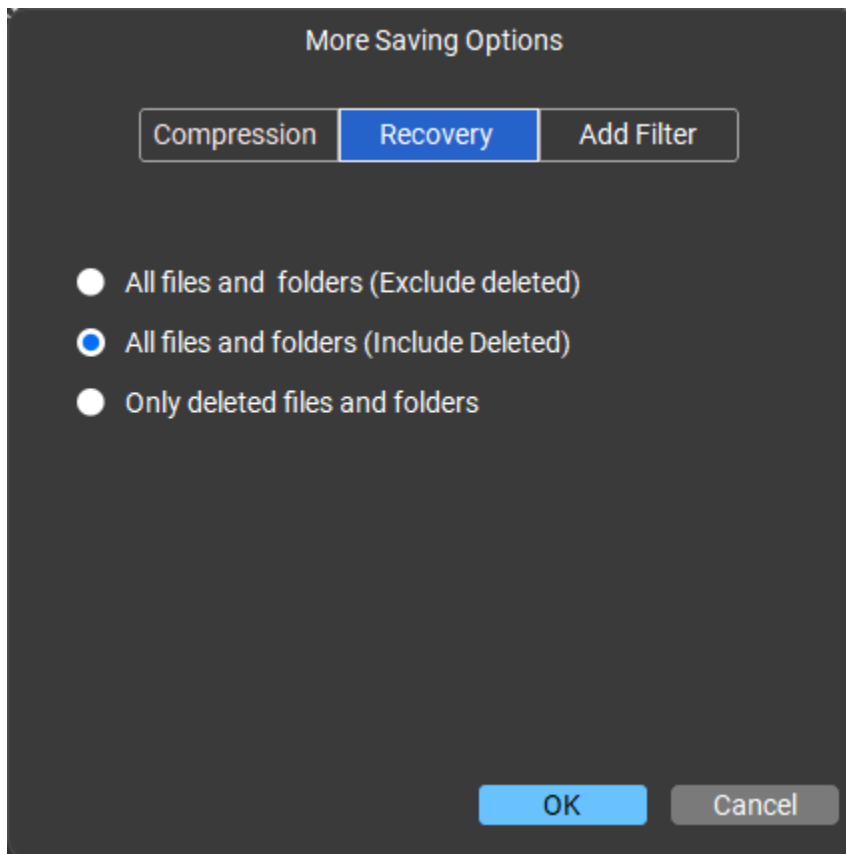 More Saving Options
Compression Recovery Add Filter
All files and  folders (Exclude deleted)
All files and folders (Include Deleted)
Only deleted files and folders
OK Cancel